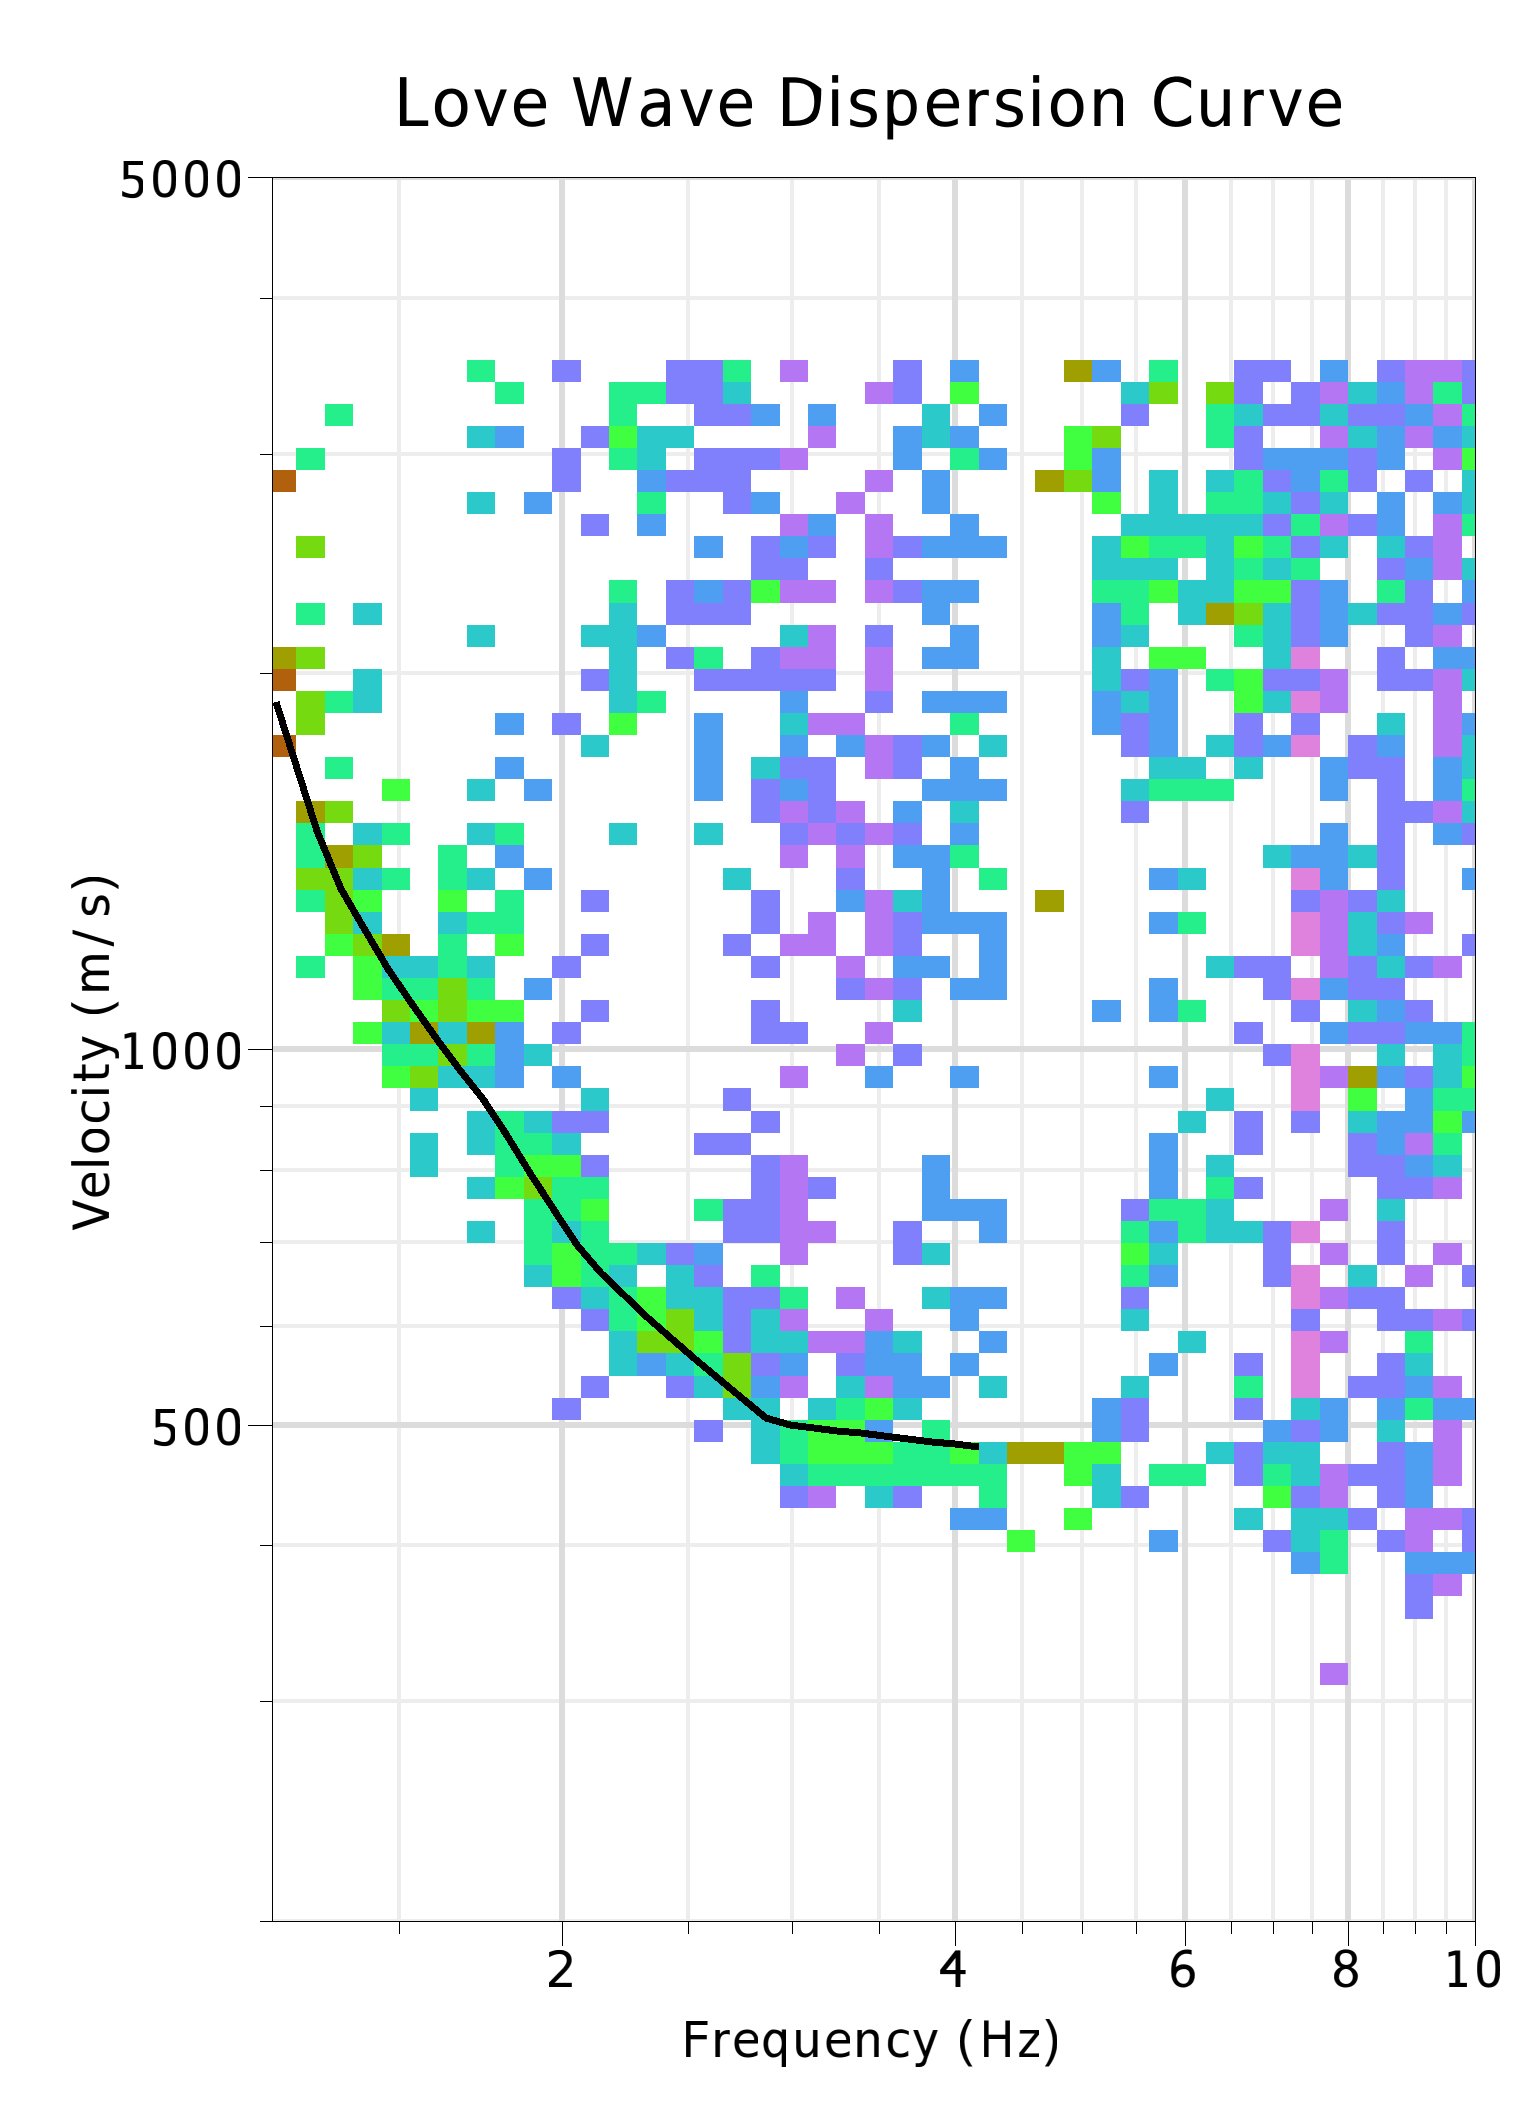 Love Wave Dispersion Curve
5000
1000
500
Velocity (m/s)
2 4 6 8 10
Frequency (Hz)